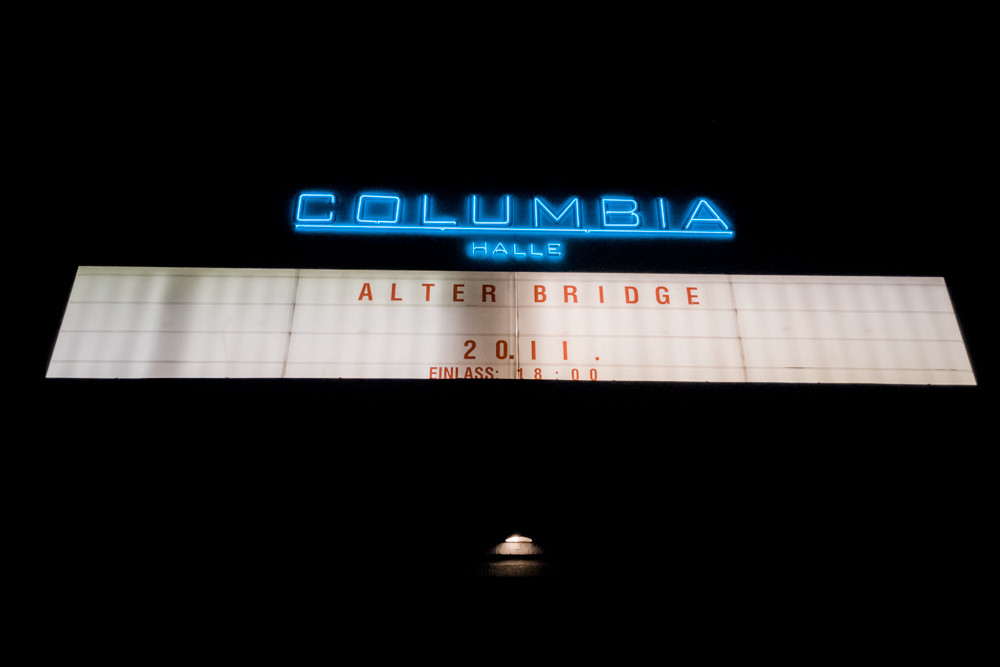 COLUMBIA
HALLE
ALTER BRIDGE
20.11.
EINLASS: 18:00